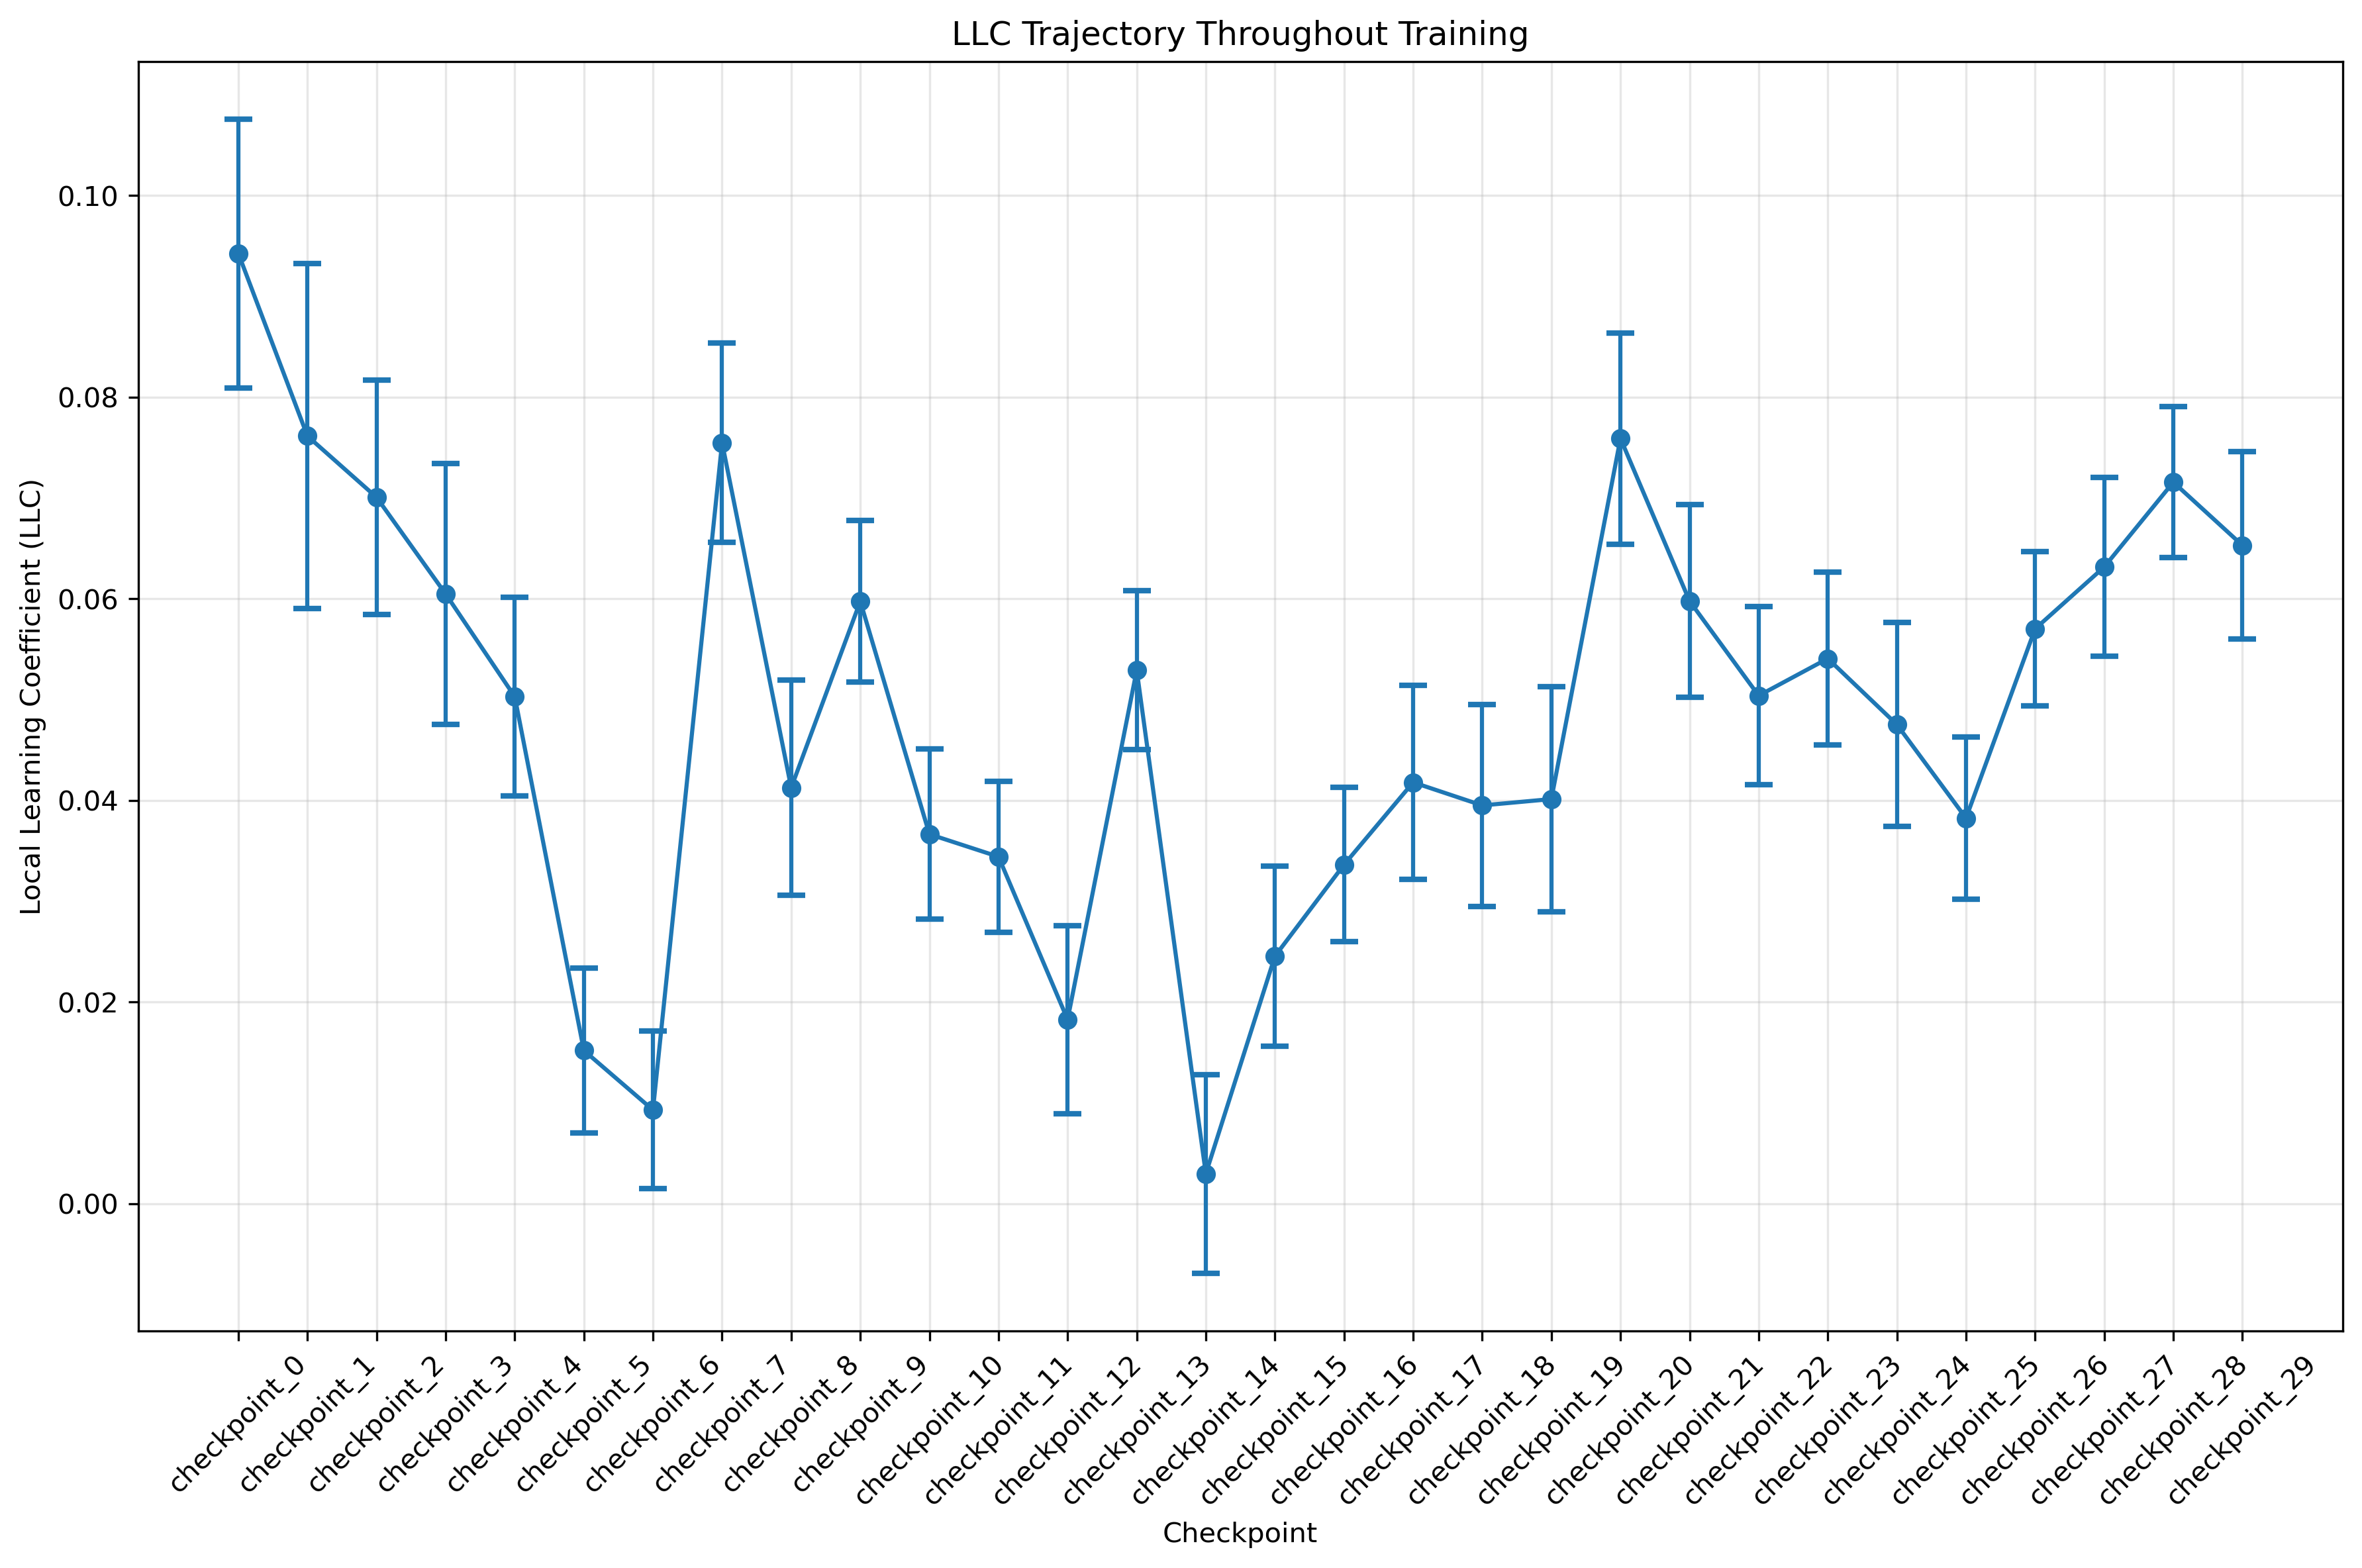 LLC Trajectory Throughout Training
Local Learning Coefficient (LLC)
0.10
0.08
0.06
0.04
0.02
0.00
checkpoint_0
checkpoint_1
checkpoint_2
checkpoint_3
checkpoint_4
checkpoint_5
checkpoint_6
checkpoint_7
checkpoint_8
checkpoint_9
checkpoint_10
checkpoint_11
checkpoint_12
checkpoint_13
checkpoint_14
checkpoint_15
checkpoint_16
checkpoint_17
checkpoint_18
checkpoint_19
checkpoint_20
checkpoint_21
checkpoint_22
checkpoint_23
checkpoint_24
checkpoint_25
checkpoint_26
checkpoint_27
checkpoint_28
checkpoint_29
Checkpoint